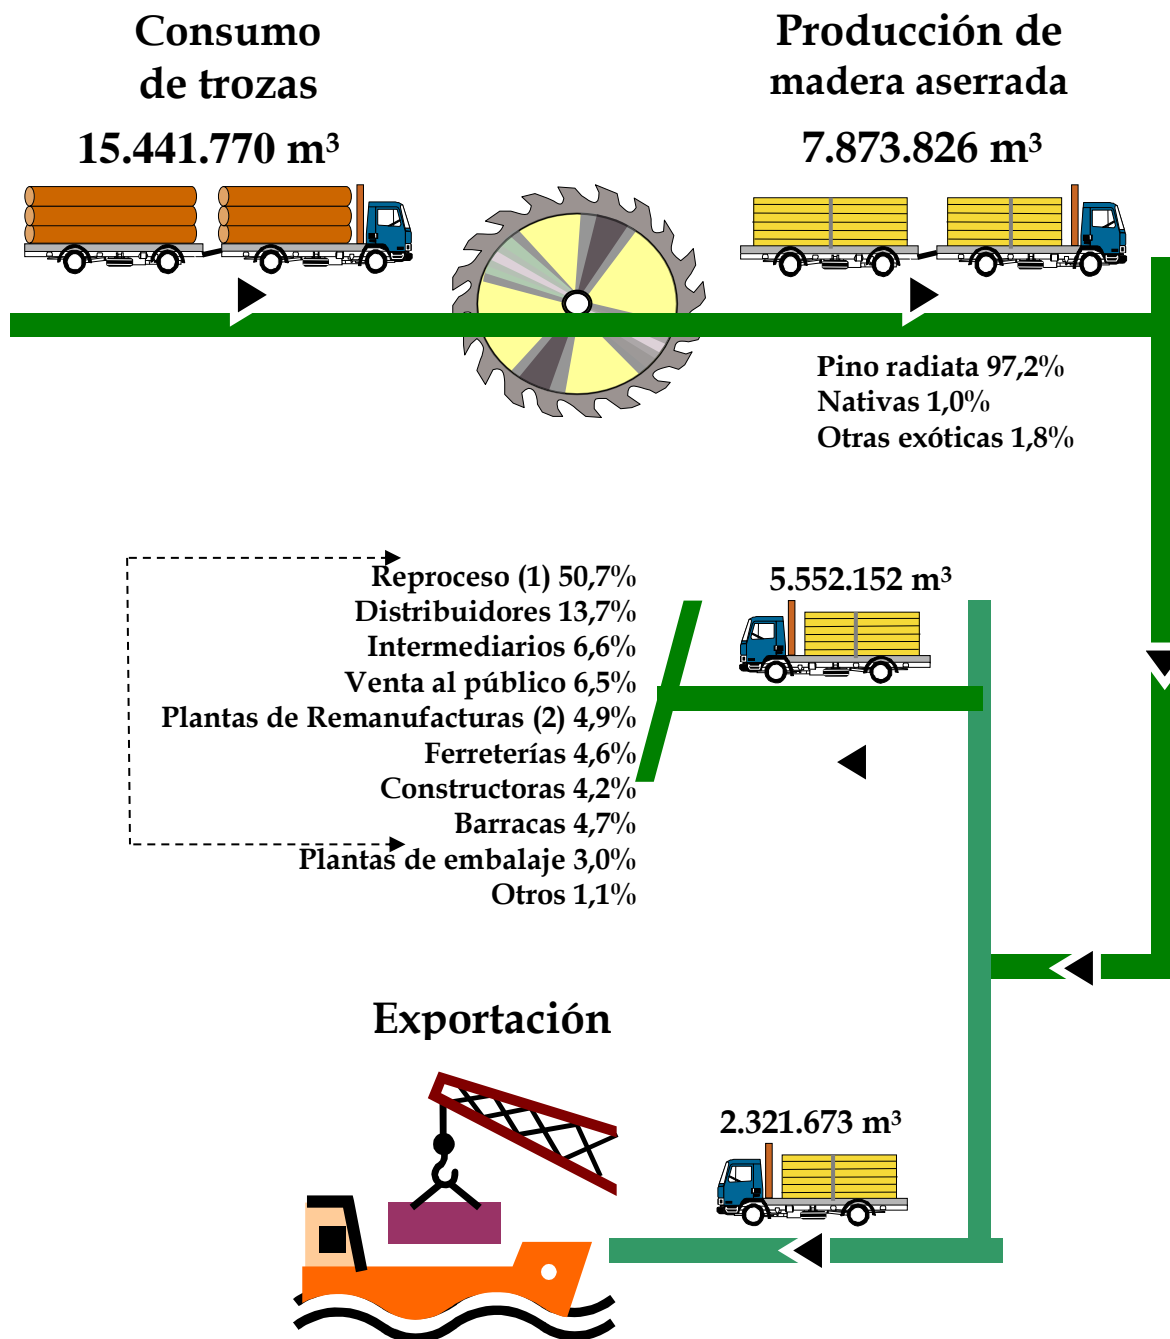 Consumo
de trozas
15.441.770 m³
Producción de
madera aserrada
7.873.826 m³
Pino radiata 97,2%
Nativas 1,0%
Otras exóticas 1,8%
Reproceso (1) 50,7%
Distribuidores 13,7%
Intermediarios 6,6%
Venta al público 6,5%
Plantas de Remanufacturas (2) 4,9%
Ferreterías 4,6%
Constructoras 4,2%
Barracas 4,7%
Plantas de embalaje 3,0%
Otros 1,1%
5.552.152 m³
Exportación
2.321.673 m³